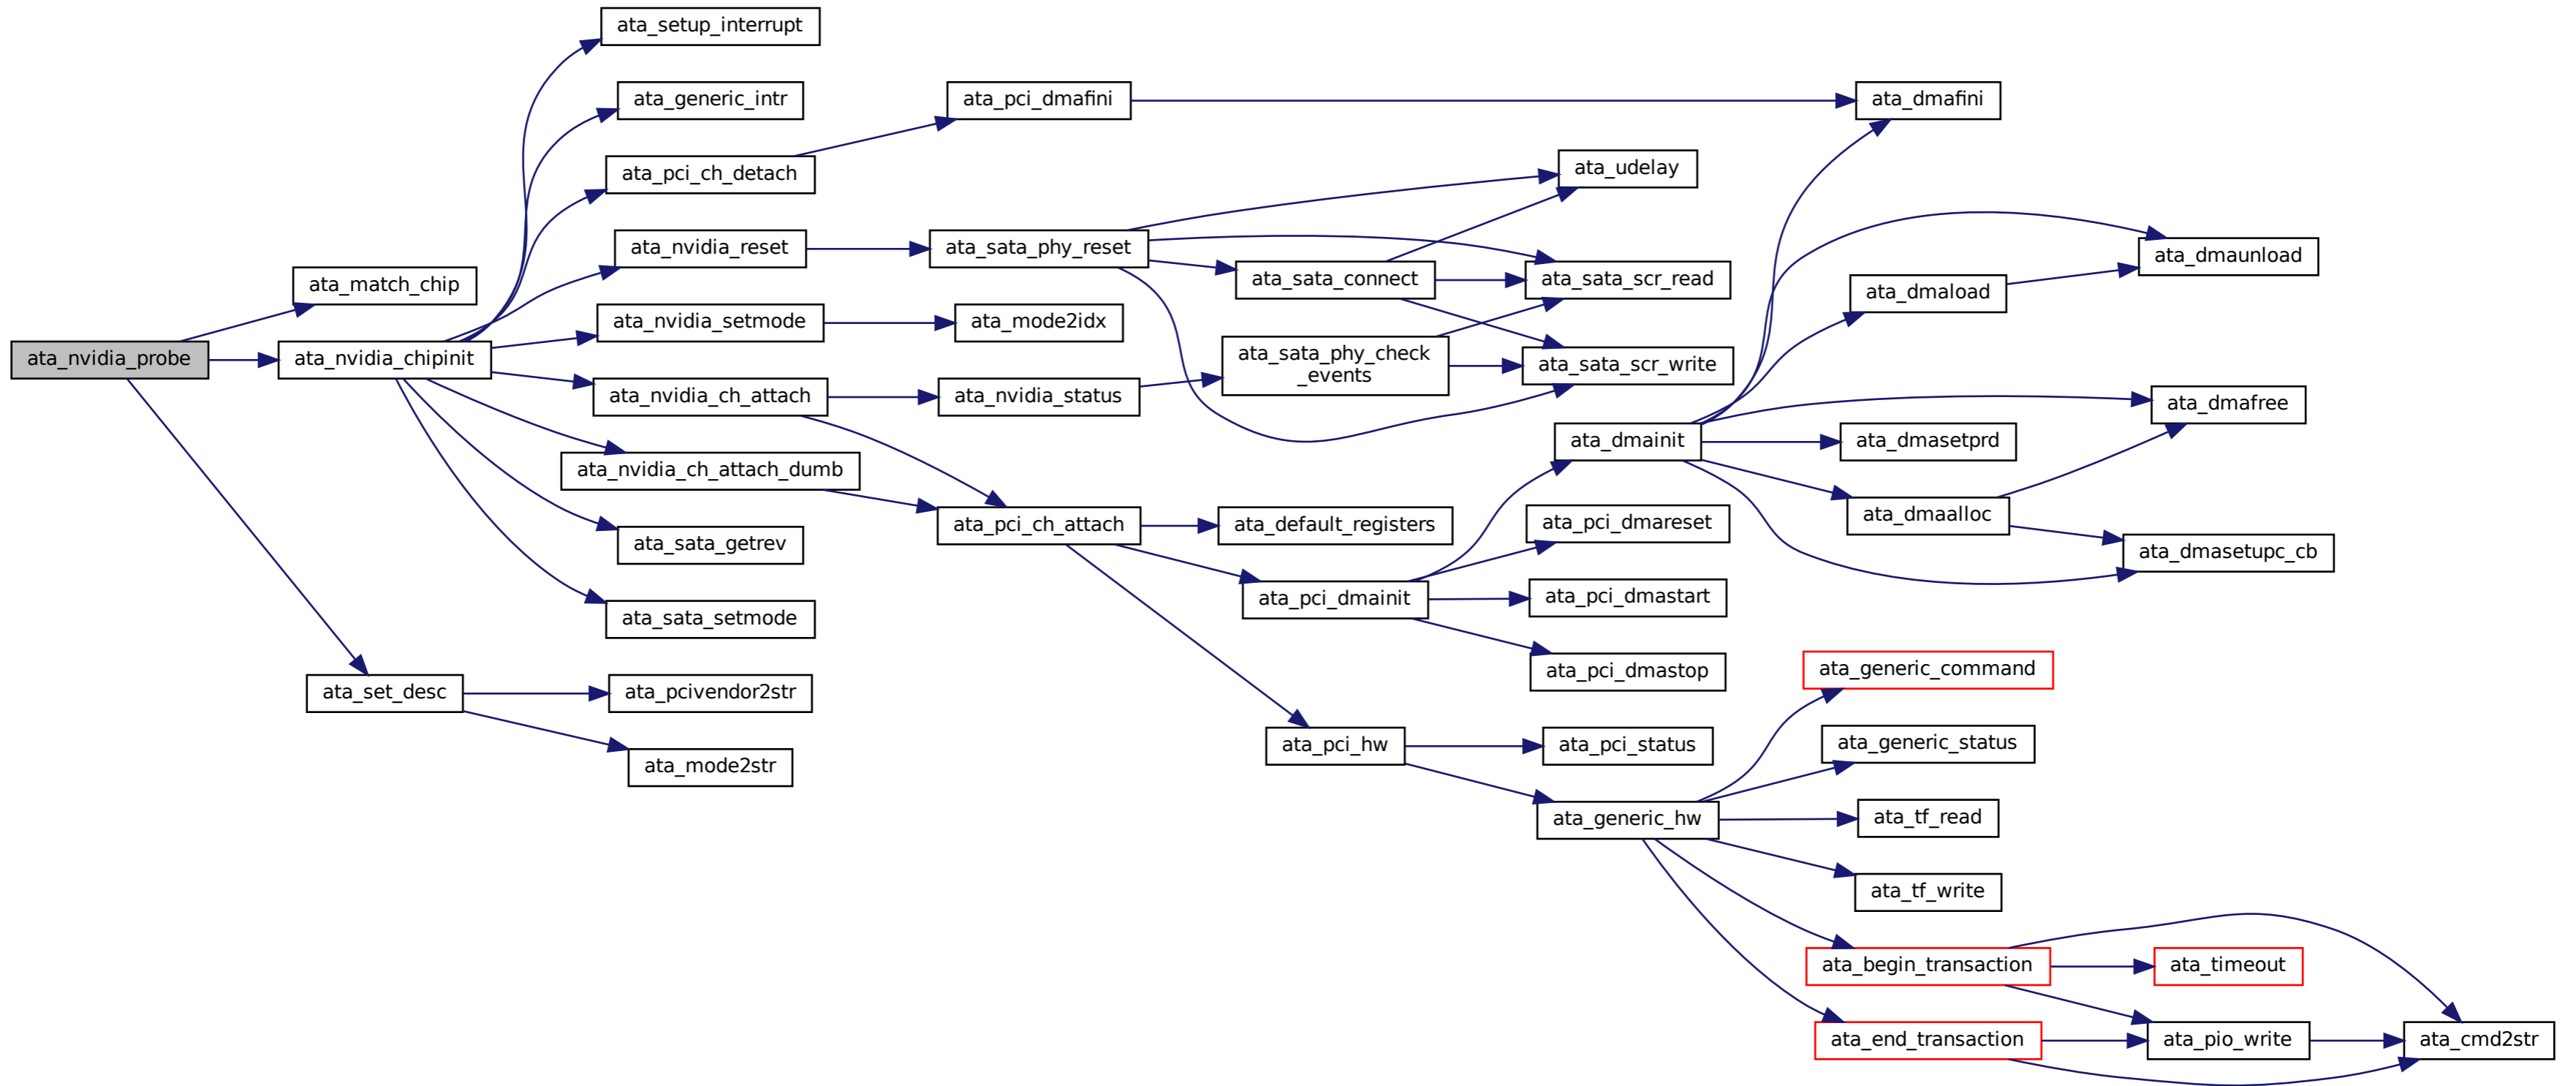 ata_setup_interrupt
ata_generic_intr
ata_pci_dmafini
ata_dmafini
ata_pci_ch_detach
ata_udelay
ata_nvidia_reset
ata_sata_phy_reset
ata_dmaunload
ata_match_chip
ata_sata_connect
ata_sata_scr_read
ata_dmaload
ata_nvidia_setmode
ata_mode2idx
ata_nvidia_probe
ata_nvidia_chipinit
ata_sata_phy_check
_events
ata_sata_scr_write
ata_nvidia_ch_attach
ata_nvidia_status
ata_dmafree
ata_dmainit
ata_dmasetprd
ata_nvidia_ch_attach_dumb
ata_pci_ch_attach
ata_default_registers
ata_pci_dmareset
ata_dmaalloc
ata_sata_getrev
ata_dmasetupc_cb
ata_pci_dmainit
ata_pci_dmastart
ata_sata_setmode
ata_pci_dmastop
ata_generic_command
ata_set_desc
ata_pcivendor2str
ata_pci_hw
ata_pci_status
ata_generic_status
ata_mode2str
ata_generic_hw
ata_tf_read
ata_tf_write
ata_begin_transaction
ata_timeout
ata_end_transaction
ata_pio_write
ata_cmd2str